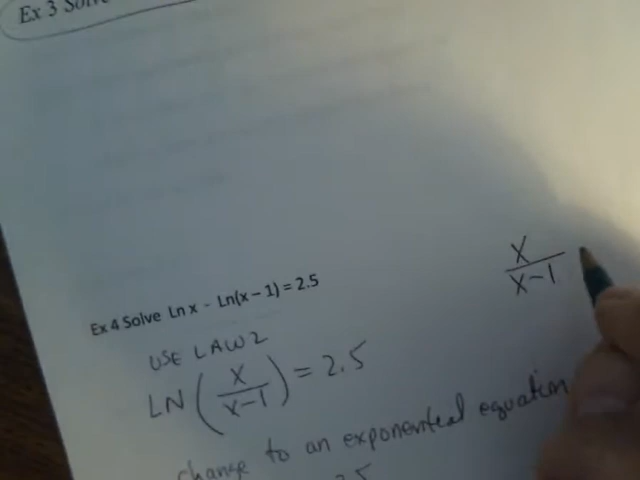 Ex 3 Solve
Ex 4 Solve Ln x - Ln(x – 1) = 2.5
USE LAW 2
LN(x/(x-1)) = 2.5
change to an exponential equation
x/(x-1)